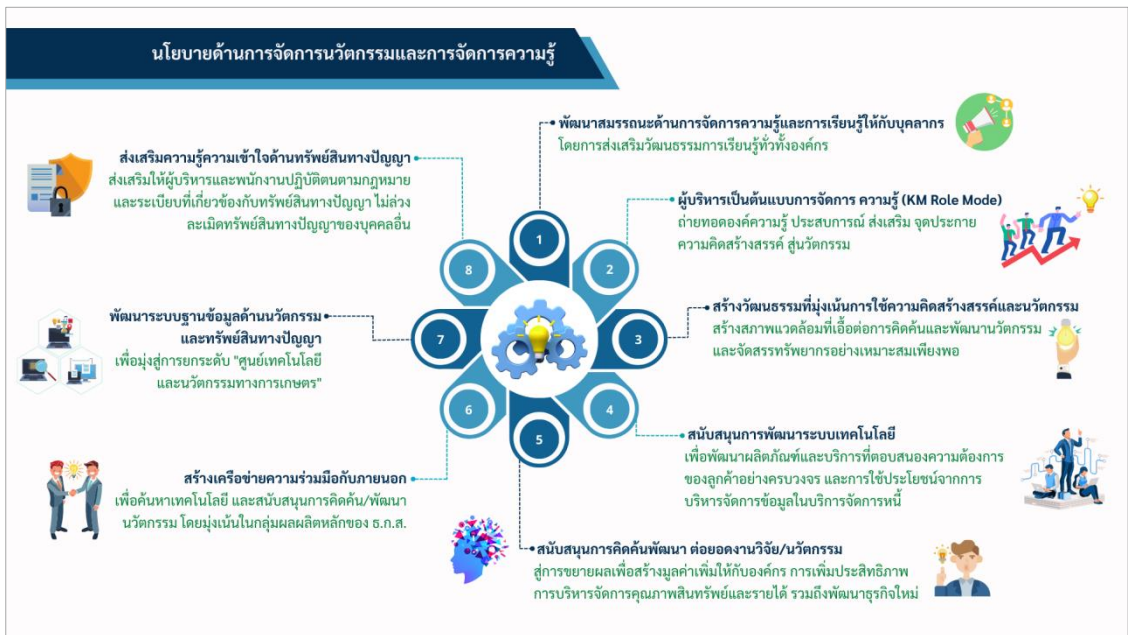 นโยบายด้านการจัดการนวัตกรรมและการจัดการความรู้
1
พัฒนาสมรรถนะด้านการจัดการความรู้และการเรียนรู้ให้กับบุคลากร
โดยการส่งเสริมวัฒนธรรมการเรียนรู้ทั่วทั้งองค์กร
2
ผู้บริหารเป็นต้นแบบการจัดการ ความรู้ (KM Role Mode)
ถ่ายทอดองค์ความรู้ ประสบการณ์ ส่งเสริม จุดประกาย
ความคิดสร้างสรรค์ สู่นวัตกรรม
3
สร้างวัฒนธรรมที่มุ่งเน้นการใช้ความคิดสร้างสรรค์และนวัตกรรม
สร้างสภาพแวดล้อมที่เอื้อต่อการคิดค้นและพัฒนานวัตกรรม
และจัดสรรทรัพยากรอย่างเหมาะสมเพียงพอ
4
สนับสนุนการพัฒนาระบบเทคโนโลยี
เพื่อพัฒนาผลิตภัณฑ์และบริการที่ตอบสนองความต้องการ
ของลูกค้าอย่างครบวงจร และการใช้ประโยชน์จากการ
บริหารจัดการข้อมูลในบริการจัดการหนี้
5
สนับสนุนการคิดค้นพัฒนา ต่อยอดงานวิจัย/นวัตกรรม
สู่การขยายผลเพื่อสร้างมูลค่าเพิ่มให้กับองค์กร การเพิ่มประสิทธิภาพ
การบริหารจัดการคุณภาพสินทรัพย์และรายได้ รวมถึงพัฒนาธุรกิจใหม่
6
สร้างเครือข่ายความร่วมมือกับภายนอก
เพื่อค้นหาเทคโนโลยี และสนับสนุนการคิดค้น/พัฒนา
นวัตกรรม โดยมุ่งเน้นในกลุ่มผลผลิตหลักของ ธ.ก.ส.
7
พัฒนาระบบฐานข้อมูลด้านนวัตกรรม
และทรัพย์สินทางปัญญา
เพื่อมุ่งสู่การยกระดับ "ศูนย์เทคโนโลยี
และนวัตกรรมทางการเกษตร"
8
ส่งเสริมความรู้ความเข้าใจด้านทรัพย์สินทางปัญญา
ส่งเสริมให้ผู้บริหารและพนักงานปฏิบัติตนตามกฎหมาย
และระเบียบที่เกี่ยวข้องกับทรัพย์สินทางปัญญา ไม่ล่วง
ละเมิดทรัพย์สินทางปัญญาของบุคคลอื่น